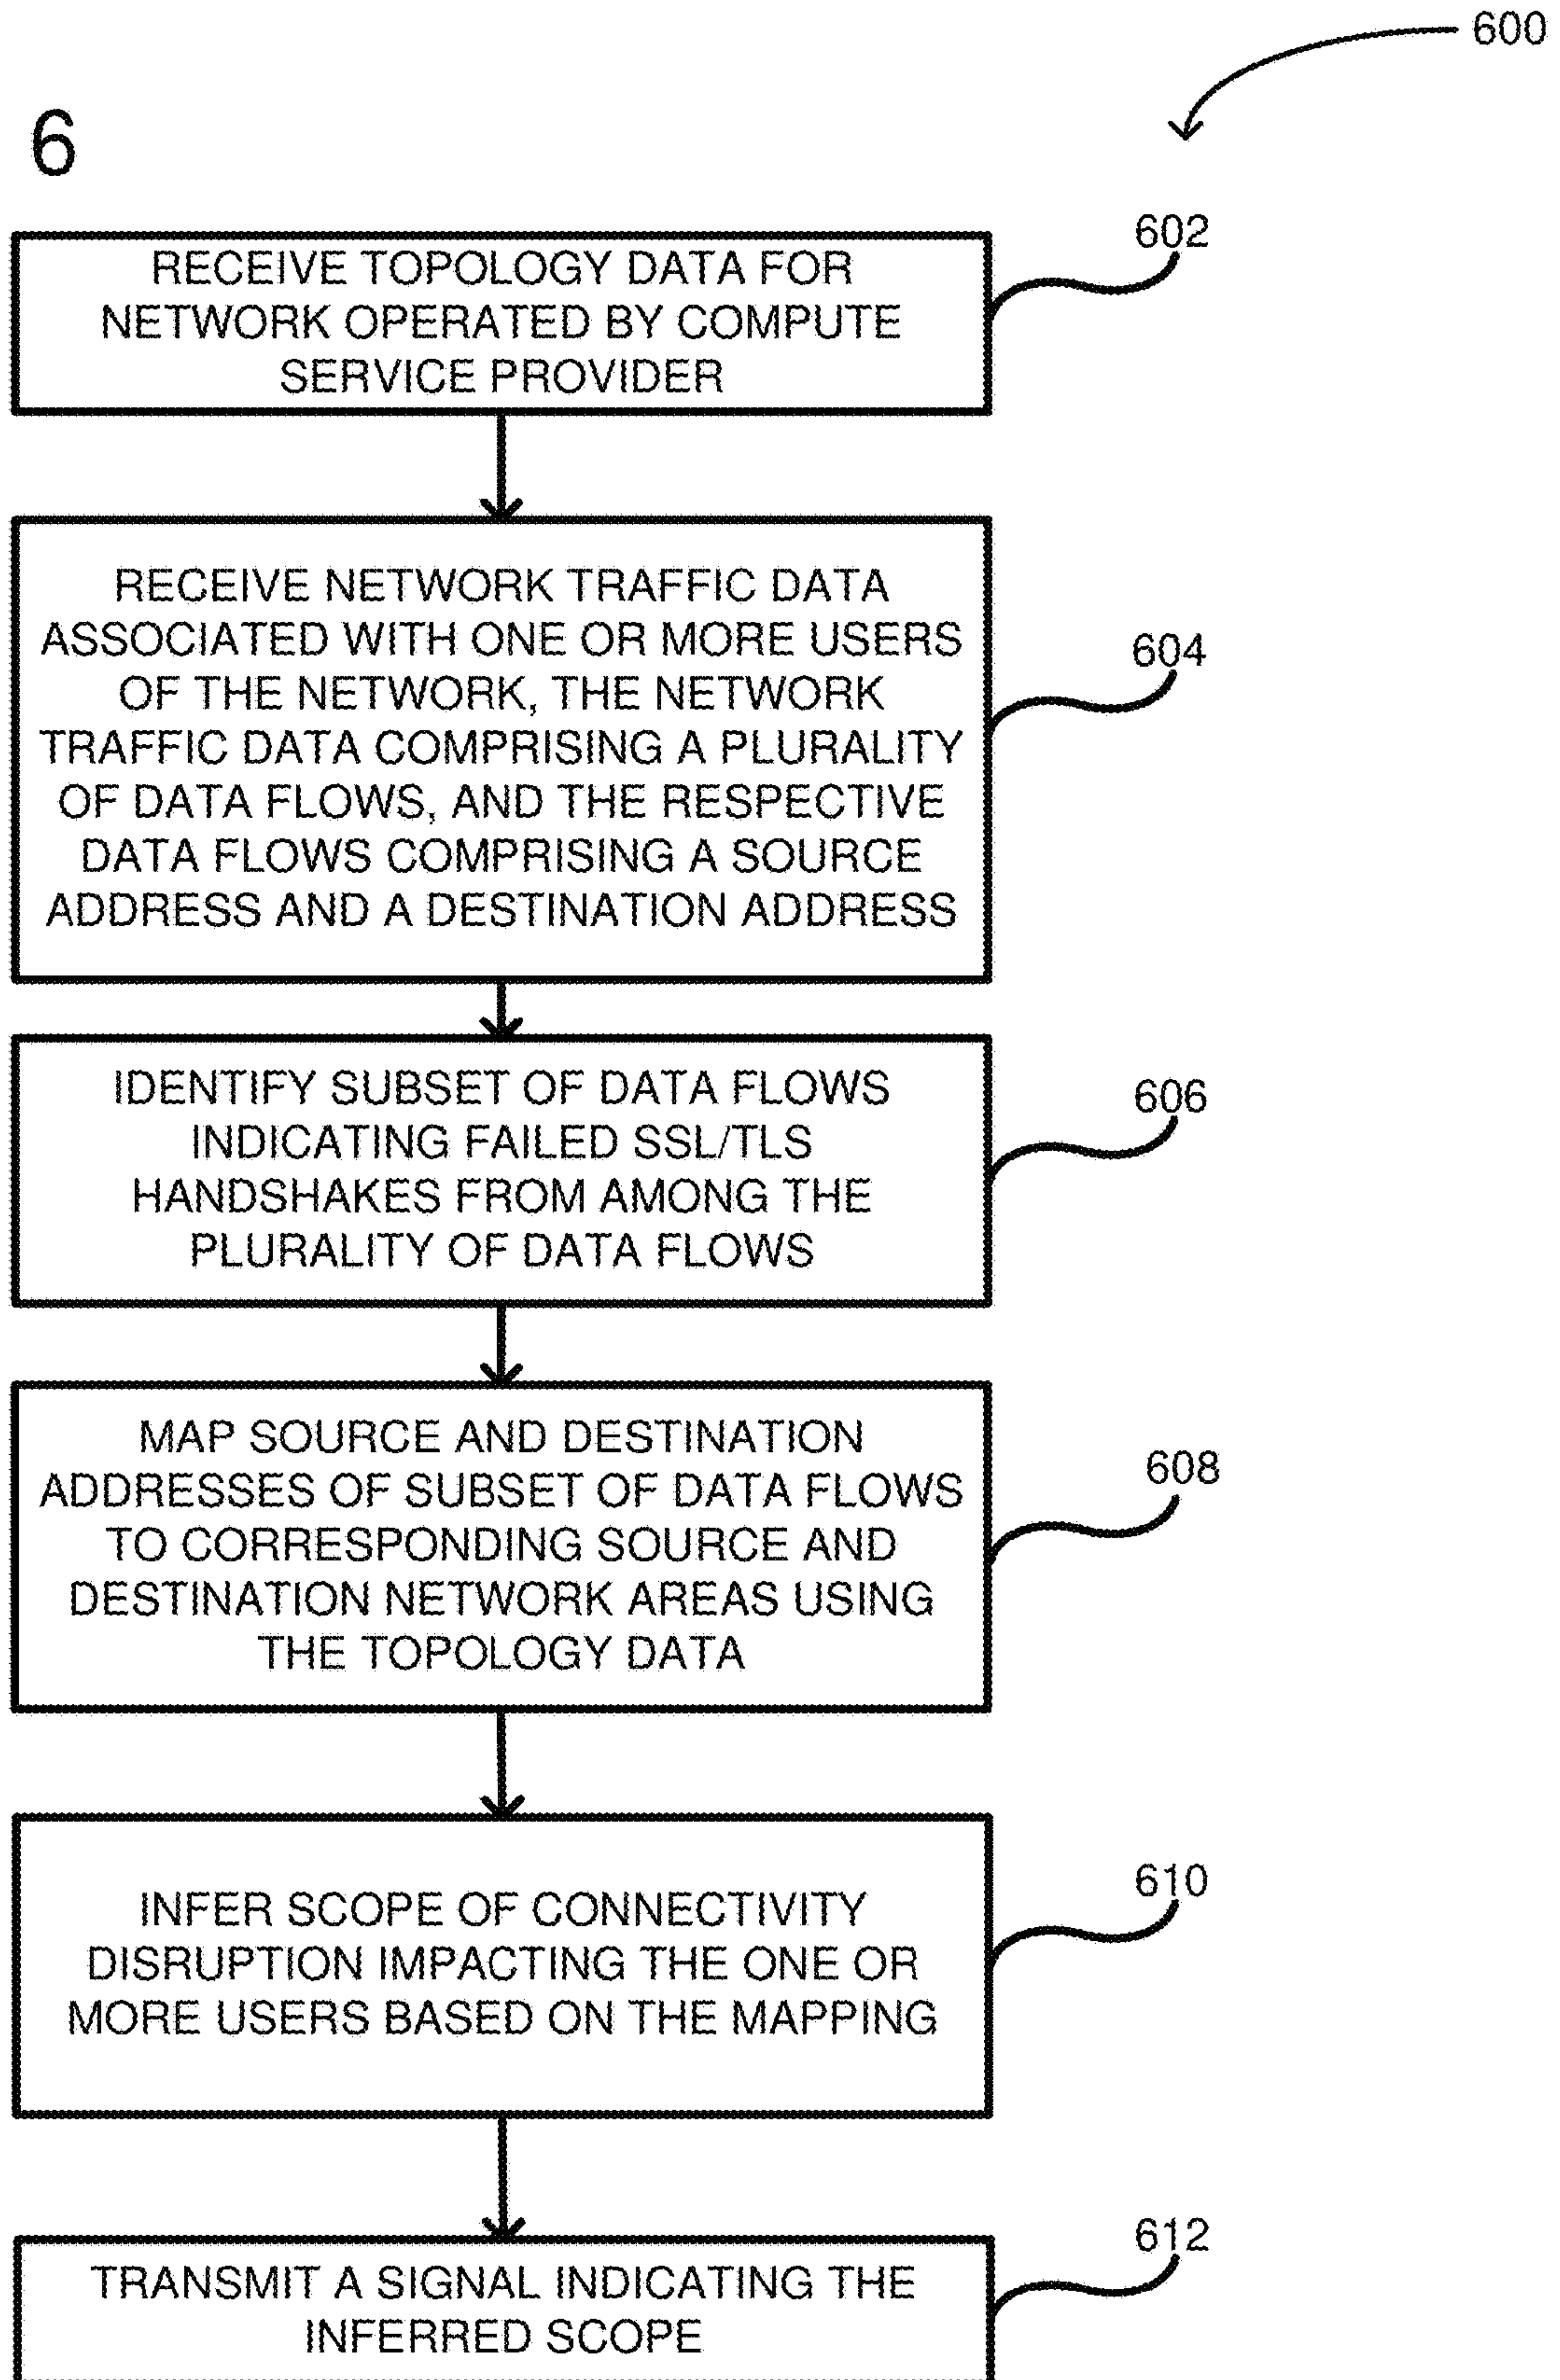 600
6
602
RECEIVE TOPOLOGY DATA FOR
NETWORK OPERATED BY COMPUTE
SERVICE PROVIDER
604
RECEIVE NETWORK TRAFFIC DATA
ASSOCIATED WITH ONE OR MORE USERS
OF THE NETWORK, THE NETWORK
TRAFFIC DATA COMPRISING A PLURALITY
OF DATA FLOWS, AND THE RESPECTIVE
DATA FLOWS COMPRISING A SOURCE
ADDRESS AND A DESTINATION ADDRESS
606
IDENTIFY SUBSET OF DATA FLOWS
INDICATING FAILED SSL/TLS
HANDSHAKES FROM AMONG THE
PLURALITY OF DATA FLOWS
608
MAP SOURCE AND DESTINATION
ADDRESSES OF SUBSET OF DATA FLOWS
TO CORRESPONDING SOURCE AND
DESTINATION NETWORK AREAS USING
THE TOPOLOGY DATA
610
INFER SCOPE OF CONNECTIVITY
DISRUPTION IMPACTING THE ONE OR
MORE USERS BASED ON THE MAPPING
612
TRANSMIT A SIGNAL INDICATING THE
INFERRED SCOPE